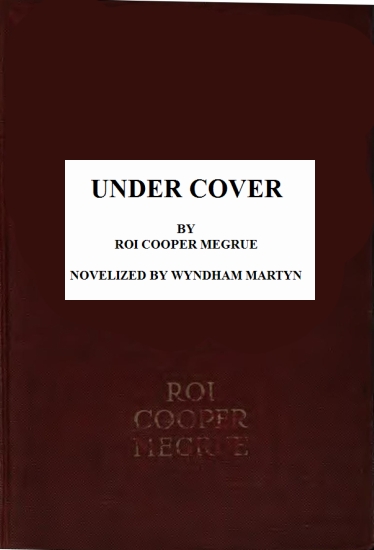 UNDER COVER
BY
ROI COOPER MEGRUE
NOVELIZED BY WYNDHAM MARTYN
ROI
COOPER
MEGRUE